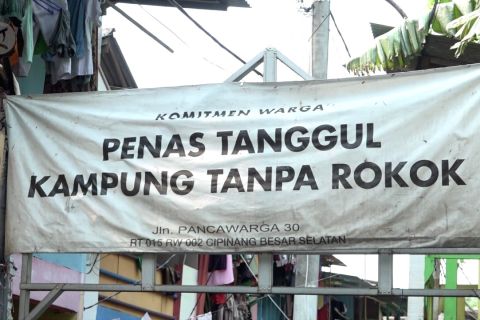 KOMITMEN WARGA
PENAS TANGGUL
KAMPUNG TANPA ROKOK
Jln. PANCAWARGA 30
RT 015 RW 002 CIPINANG BESAR SELATAN